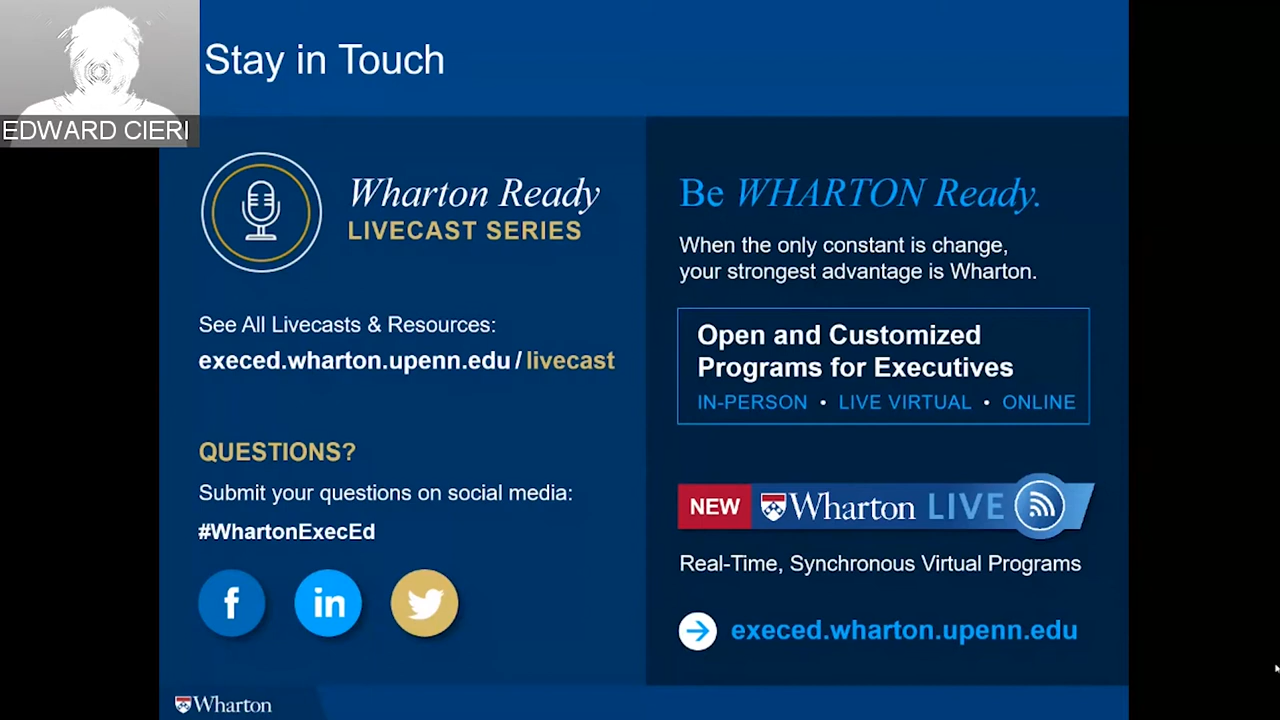 Stay in Touch
EDWARD CIERI
Wharton Ready
LIVECAST SERIES
See All Livecasts & Resources:
execed.wharton.upenn.edu/livecast
QUESTIONS?
Submit your questions on social media:
#WhartonExecEd
f in
Be WHARTON Ready.
When the only constant is change,
your strongest advantage is Wharton.
Open and Customized
Programs for Executives
IN-PERSON • LIVE VIRTUAL • ONLINE
NEW Wharton LIVE
Real-Time, Synchronous Virtual Programs
execed.wharton.upenn.edu
Wharton